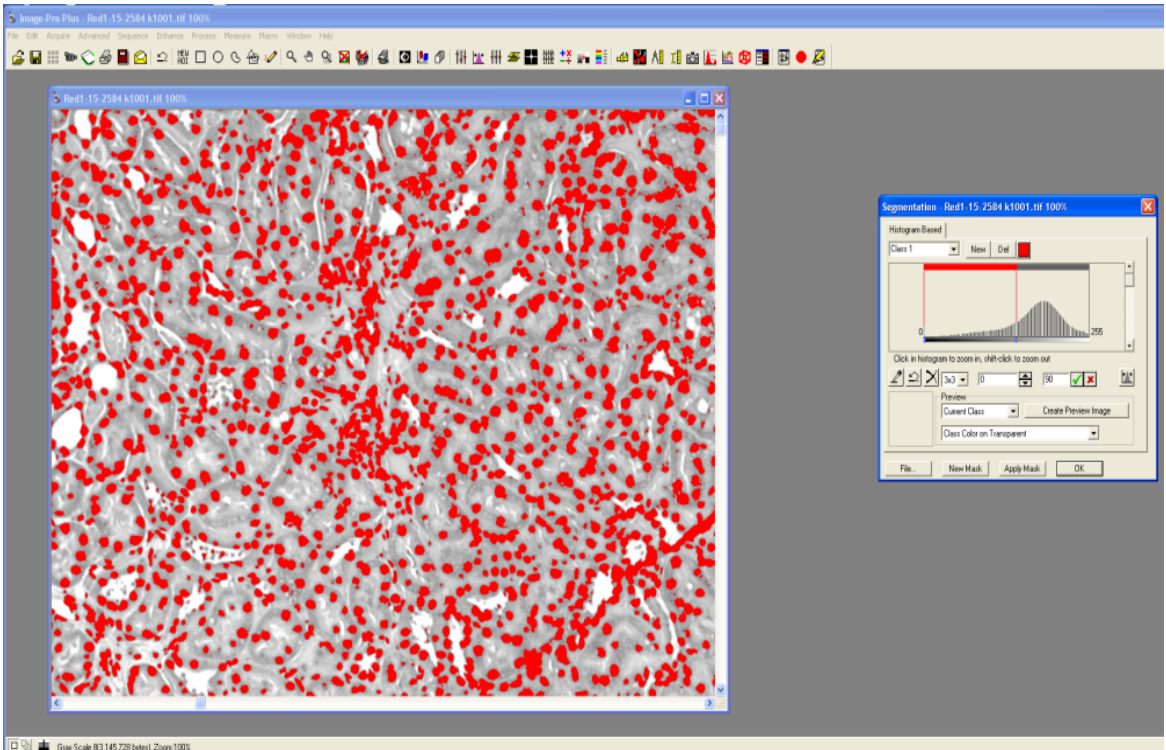 Image-Pro Plus - Red1-15-2584 k1001.tif 100%
File Edit Acquire Advanced Sequence Enhance Process Measure Macro Window Help
NEW AOI
Red1-15-2584 k1001.tif 100%
Segmentation - Red1-15-2584 k1001.tif 100%
Histogram Based
Class 1 New Del
0 255
Click in histogram to zoom in, shift-click to zoom out
3x3 0 90
Preview
Current Class Create Preview Image
Class Color on Transparent
File... New Mask Apply Mask OK
Gray Scale 8(3,145,728 bytes), Zoom:100%